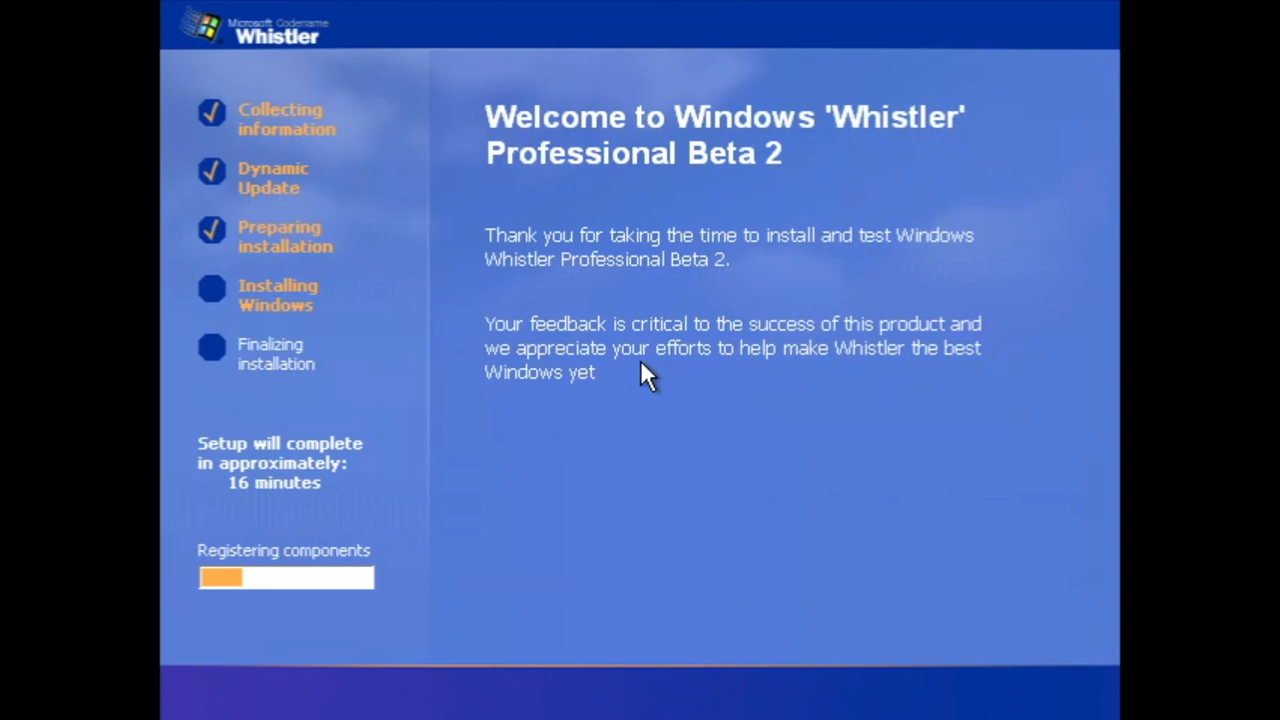 Microsoft Codename
Whistler
Collecting
information
Dynamic
Update
Preparing
installation
Installing
Windows
Finalizing
installation
Setup will complete
in approximately:
16 minutes
Registering components
Welcome to Windows 'Whistler'
Professional Beta 2
Thank you for taking the time to install and test Windows
Whistler Professional Beta 2.
Your feedback is critical to the success of this product and
we appreciate your efforts to help make Whistler the best
Windows yet